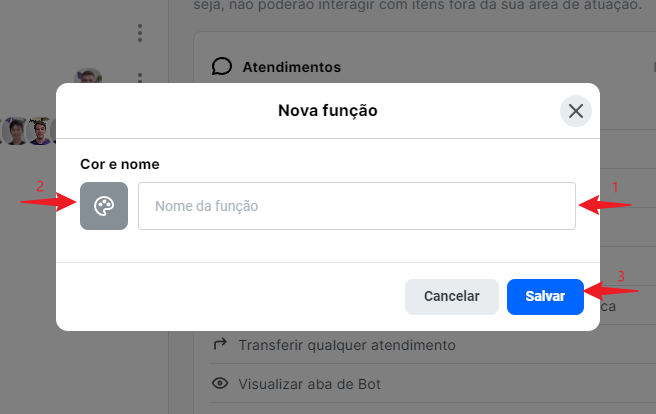 seja, não poderão interagir com itens fora da sua área de atuação.
Atendimentos
Nova função
Cor e nome
2
Nome da função
1
Cancelar
Salvar
3
Transferir qualquer atendimento
Visualizar aba de Bot